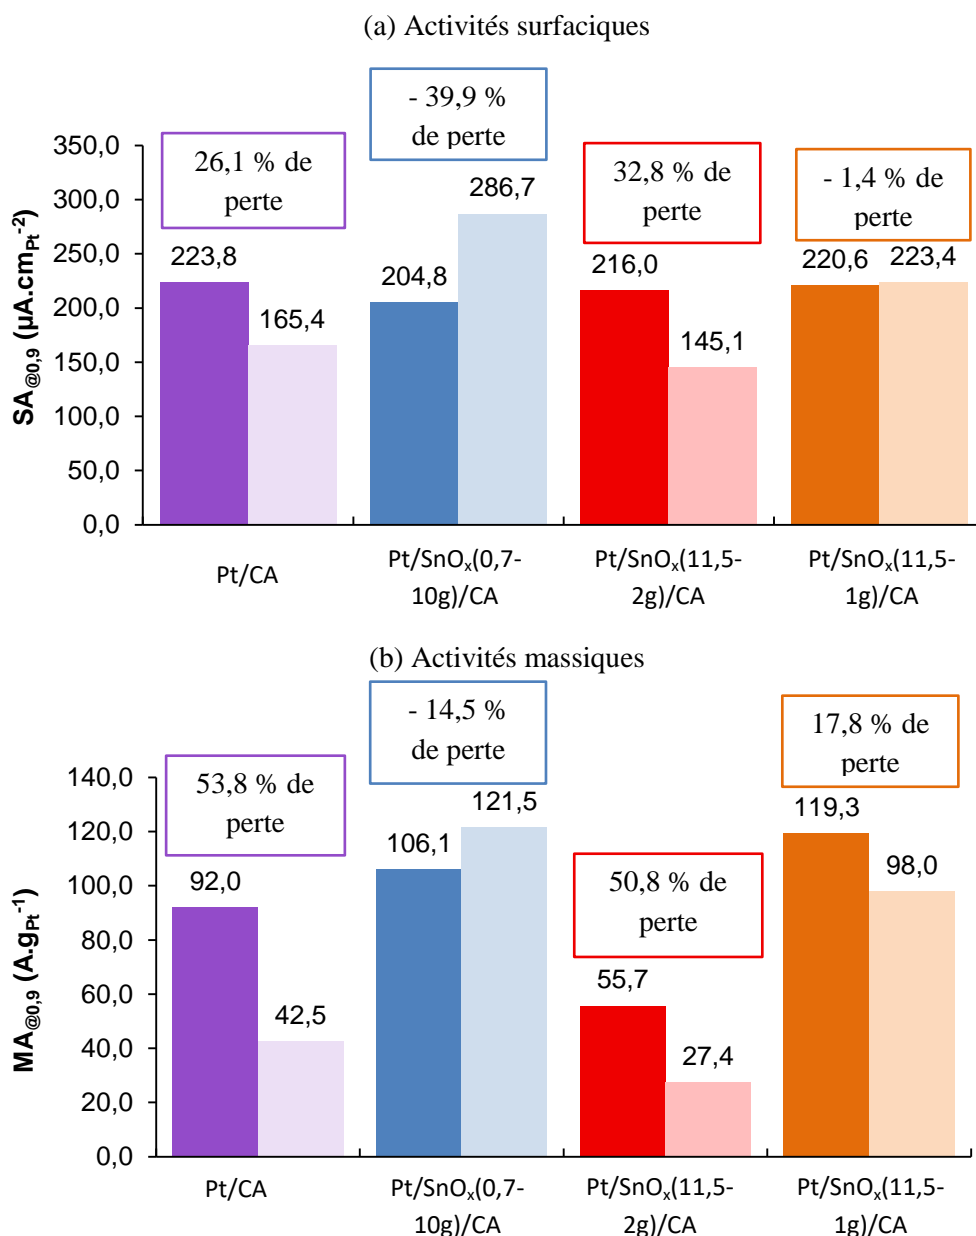 (a) Activités surfaciques
- 39,9 %
de perte
26,1 % de
perte
32,8 % de
perte
- 1,4 % de
perte
SA@0,9 (µA.cmPt-2)
350,0
300,0
250,0
200,0
150,0
100,0
50,0
0,0
223,8
165,4
204,8
286,7
216,0
145,1
220,6
223,4
Pt/CA
Pt/SnOx(0,7-
10g)/CA
Pt/SnOx(11,5-
2g)/CA
Pt/SnOx(11,5-
1g)/CA
(b) Activités massiques
- 14,5 %
de perte
17,8 % de
perte
53,8 % de
perte
50,8 % de
perte
MA@0,9 (A.gPt-1)
140,0
120,0
100,0
80,0
60,0
40,0
20,0
0,0
92,0
42,5
106,1
121,5
55,7
27,4
119,3
98,0
Pt/CA
Pt/SnOx(0,7-
10g)/CA
Pt/SnOx(11,5-
2g)/CA
Pt/SnOx(11,5-
1g)/CA